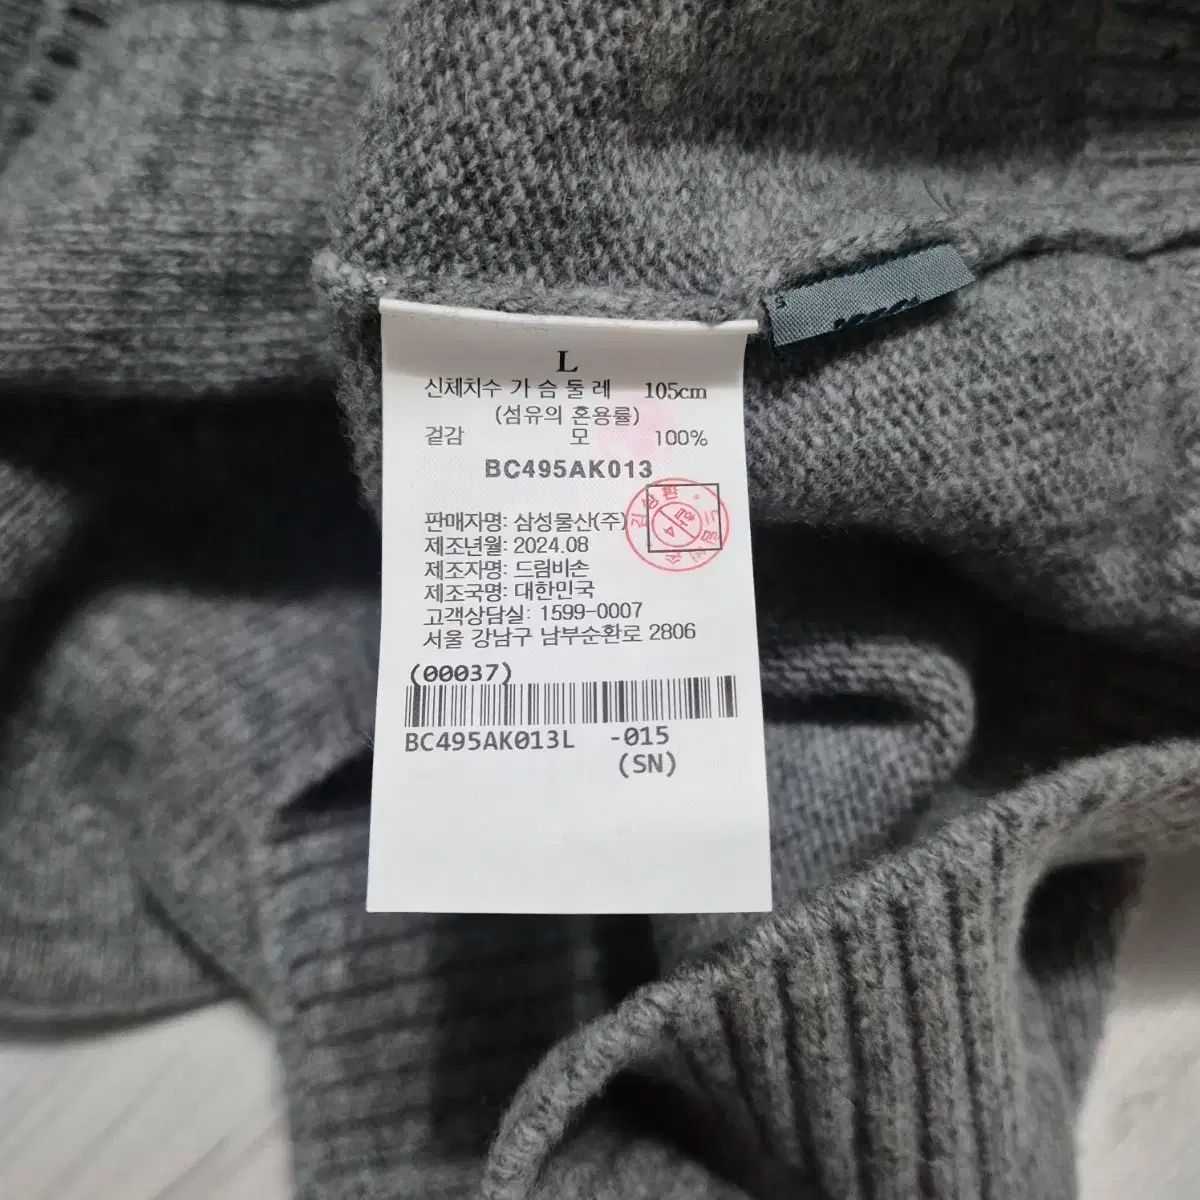 L
신체치수 가 슴 둘 레 105cm
(섬유의 혼용률)
겉감 모 100%
BC495AK013
판매자명: 삼성물산(주)
제조년월: 2024.08
제조자명: 드림비손
제조국명: 대한민국
고객상담실: 1599-0007
서울 강남구 남부순환로 2806
(00037)
BC495AK013L -015
(SN)